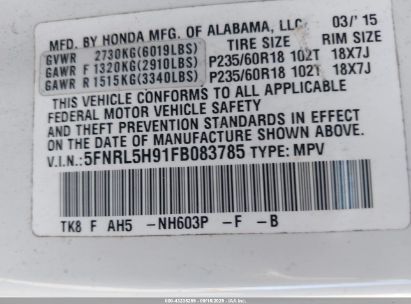 MFD. BY HONDA MFG. OF ALABAMA, LLC. 03/ 15
TIRE SIZE RIM SIZE
GVWR 2730KG(6019LBS)
GAWR F 1320KG(2910LBS) P235/60R18 102T 18X7J
GAWR R 1515KG(3340LBS) P235/60R18 102T 18X7J
THIS VEHICLE CONFORMS TO ALL APPLICABLE
FEDERAL MOTOR VEHICLE SAFETY
AND THEFT PREVENTION STANDARDS IN EFFECT
ON THE DATE OF MANUFACTURE SHOWN ABOVE.
V.I.N.: 5FNRL5H91FB083785 TYPE: MPV
TK8 F AH5 -NH603P -F -B